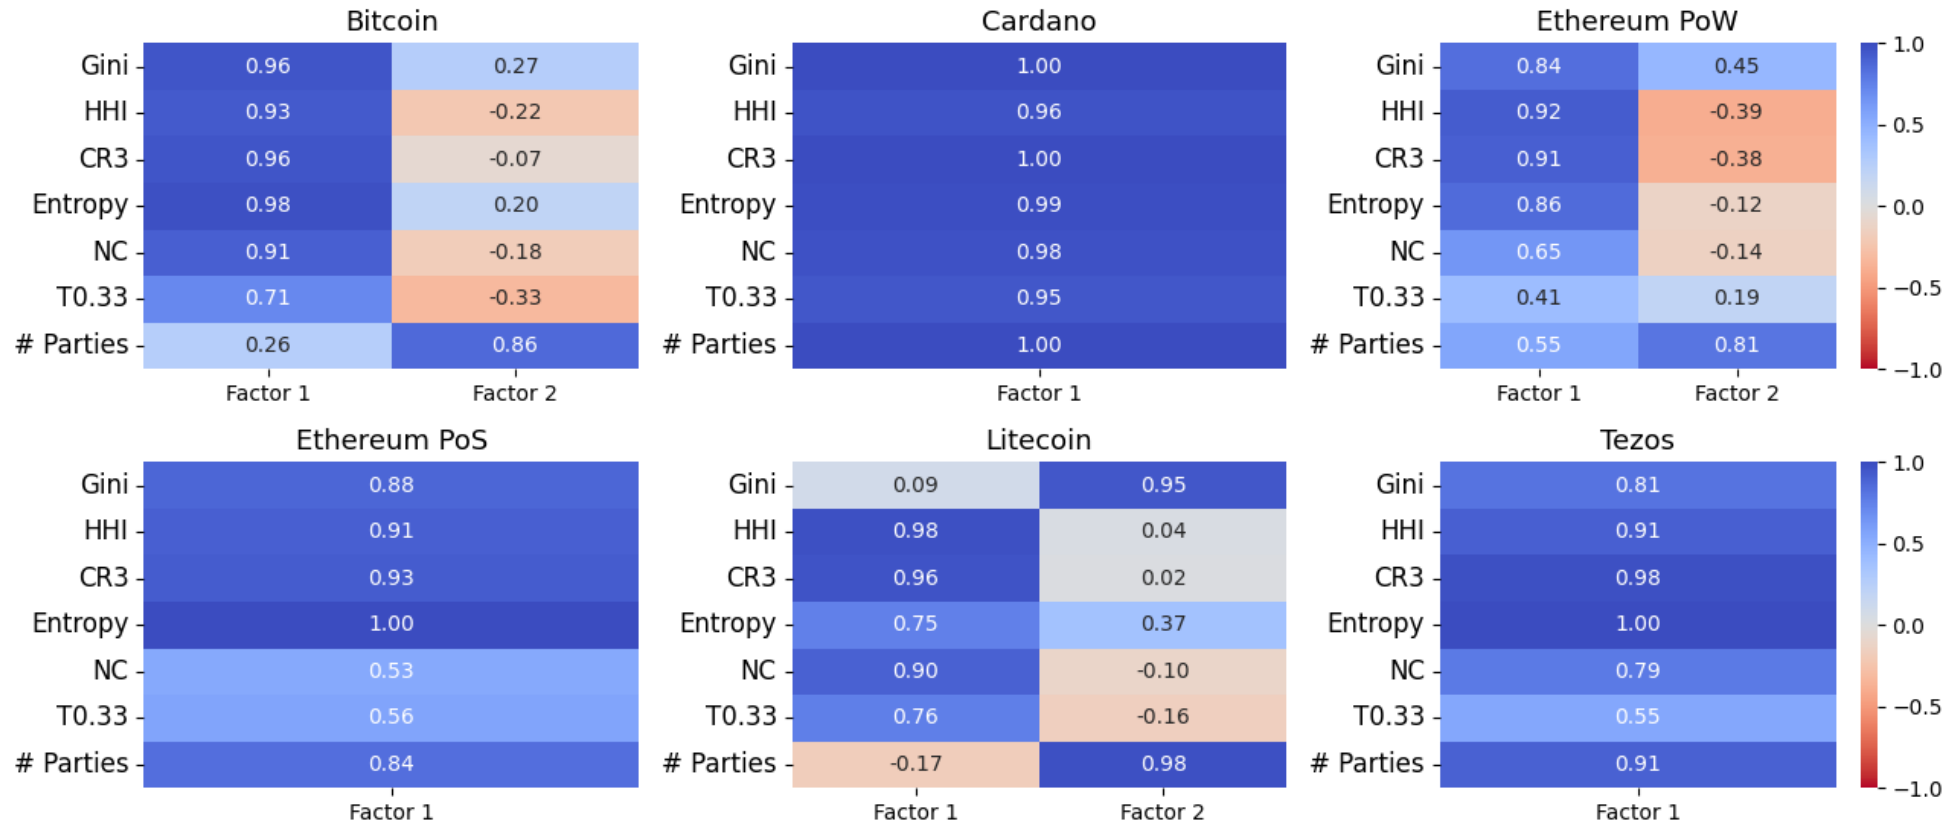 Bitcoin
Gini 0.96 0.27
HHI 0.93 -0.22
CR3 0.96 -0.07
Entropy 0.98 0.20
NC 0.91 -0.18
T0.33 0.71 -0.33
# Parties 0.26 0.86
Factor 1 Factor 2
Cardano
Gini 1.00
HHI 0.96
CR3 1.00
Entropy 0.99
NC 0.98
T0.33 0.95
# Parties 1.00
Factor 1
Ethereum PoW
Gini 0.84 0.45
HHI 0.92 -0.39
CR3 0.91 -0.38
Entropy 0.86 -0.12
NC 0.65 -0.14
T0.33 0.41 0.19
# Parties 0.55 0.81
Factor 1 Factor 2
1.0
0.5
0.0
−0.5
−1.0
Ethereum PoS
Gini 0.88
HHI 0.91
CR3 0.93
Entropy 1.00
NC 0.53
T0.33 0.56
# Parties 0.84
Factor 1
Litecoin
Gini 0.09 0.95
HHI 0.98 0.04
CR3 0.96 0.02
Entropy 0.75 0.37
NC 0.90 -0.10
T0.33 0.76 -0.16
# Parties -0.17 0.98
Factor 1 Factor 2
Tezos
Gini 0.81
HHI 0.91
CR3 0.98
Entropy 1.00
NC 0.79
T0.33 0.55
# Parties 0.91
Factor 1
1.0
0.5
0.0
−0.5
−1.0